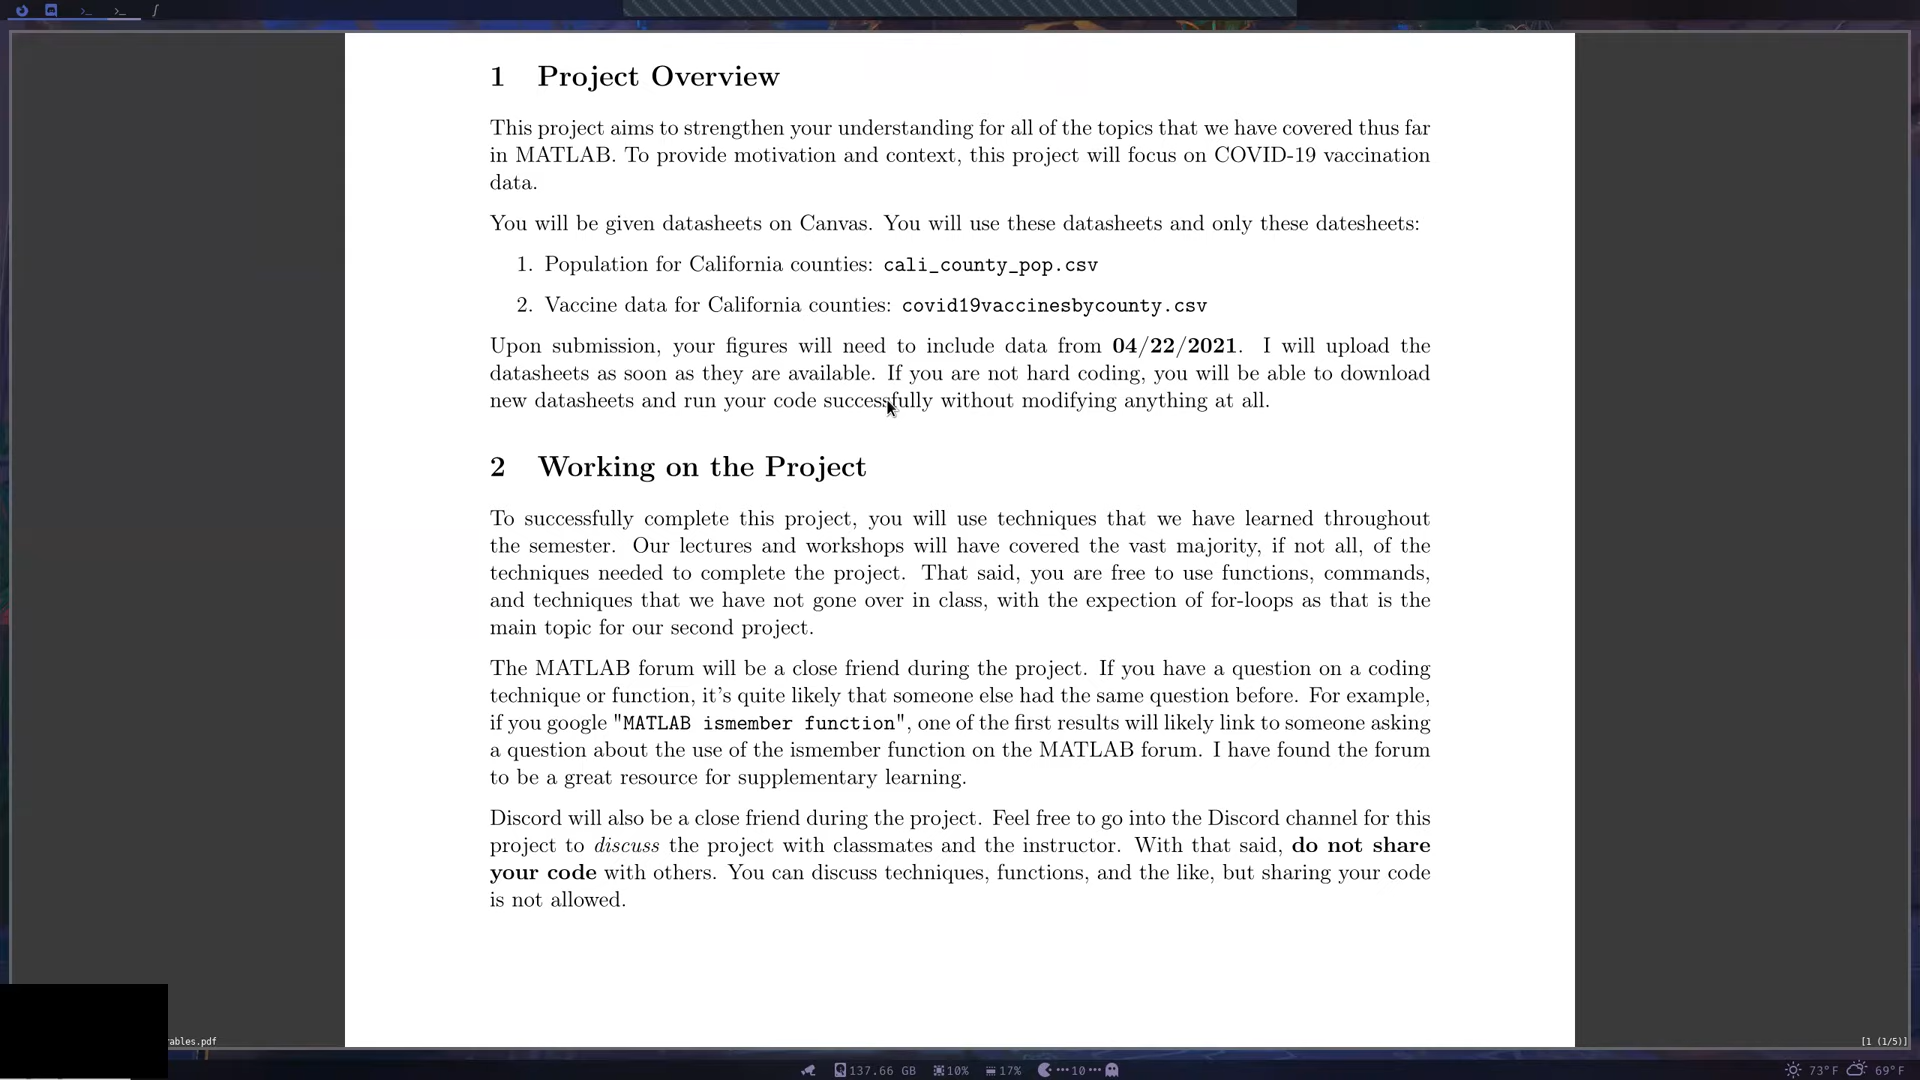 1 Project Overview
This project aims to strengthen your understanding for all of the topics that we have covered thus far
in MATLAB. To provide motivation and context, this project will focus on COVID-19 vaccination
data.
You will be given datasheets on Canvas. You will use these datasheets and only these datesheets:
1. Population for California counties: cali_county_pop.csv
2. Vaccine data for California counties: covid19vaccinesbycounty.csv
Upon submission, your figures will need to include data from 04/22/2021. I will upload the
datasheets as soon as they are available. If you are not hard coding, you will be able to download
new datasheets and run your code successfully without modifying anything at all.
2 Working on the Project
To successfully complete this project, you will use techniques that we have learned throughout
the semester. Our lectures and workshops will have covered the vast majority, if not all, of the
techniques needed to complete the project. That said, you are free to use functions, commands,
and techniques that we have not gone over in class, with the expection of for-loops as that is the
main topic for our second project.
The MATLAB forum will be a close friend during the project. If you have a question on a coding
technique or function, it's quite likely that someone else had the same question before. For example,
if you google "MATLAB ismember function", one of the first results will likely link to someone asking
a question about the use of the ismember function on the MATLAB forum. I have found the forum
to be a great resource for supplementary learning.
Discord will also be a close friend during the project. Feel free to go into the Discord channel for this
project to discuss the project with classmates and the instructor. With that said, do not share
your code with others. You can discuss techniques, functions, and the like, but sharing your code
is not allowed.
rables.pdf [1 (1/5)]
137.66 GB 10% 17% 10 73°F 69°F